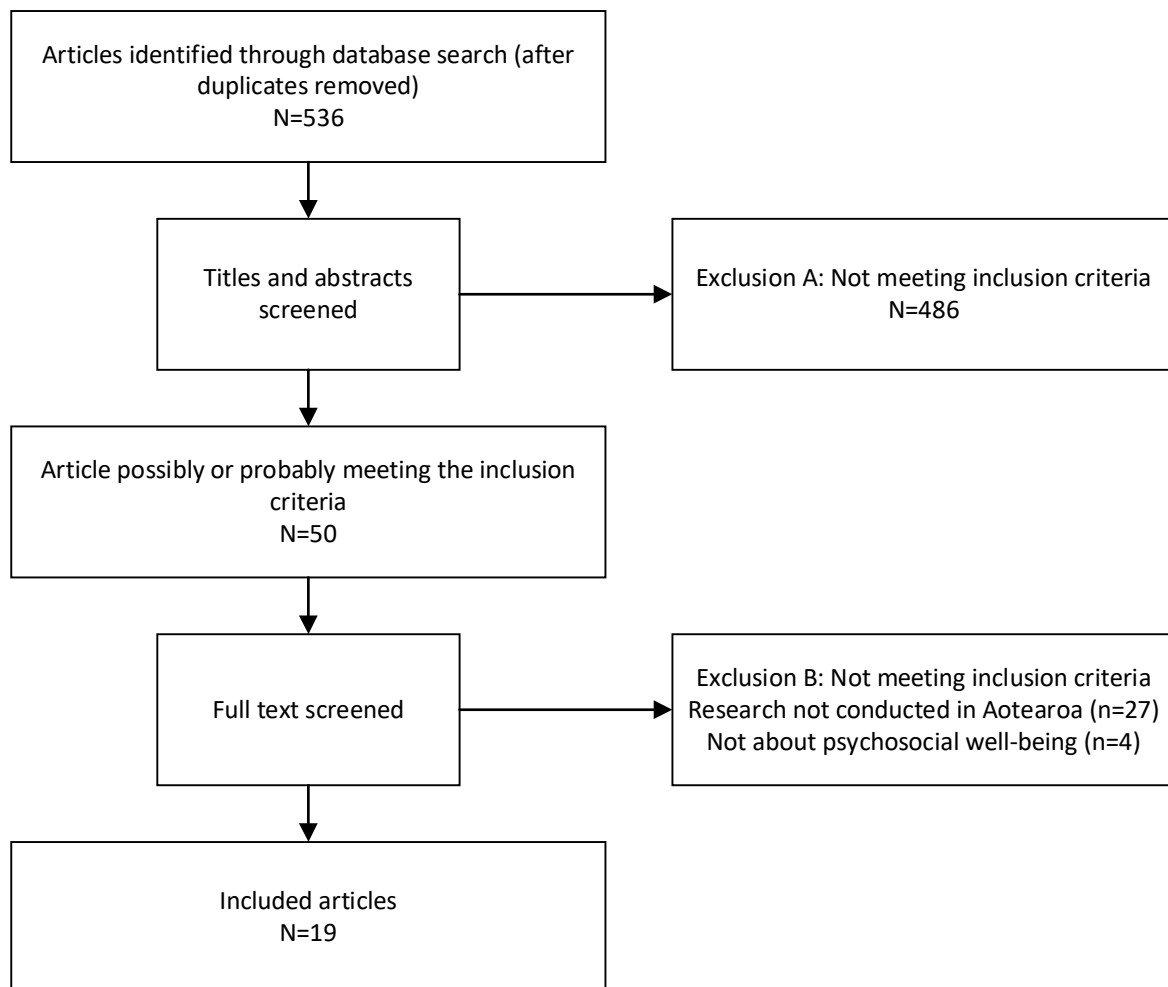 Articles identified through database search (after
duplicates removed)
N=536
Titles and abstracts
screened
Exclusion A: Not meeting inclusion criteria
N=486
Article possibly or probably meeting the inclusion
criteria
N=50
Full text screened
Exclusion B: Not meeting inclusion criteria
Research not conducted in Aotearoa (n=27)
Not about psychosocial well-being (n=4)
Included articles
N=19